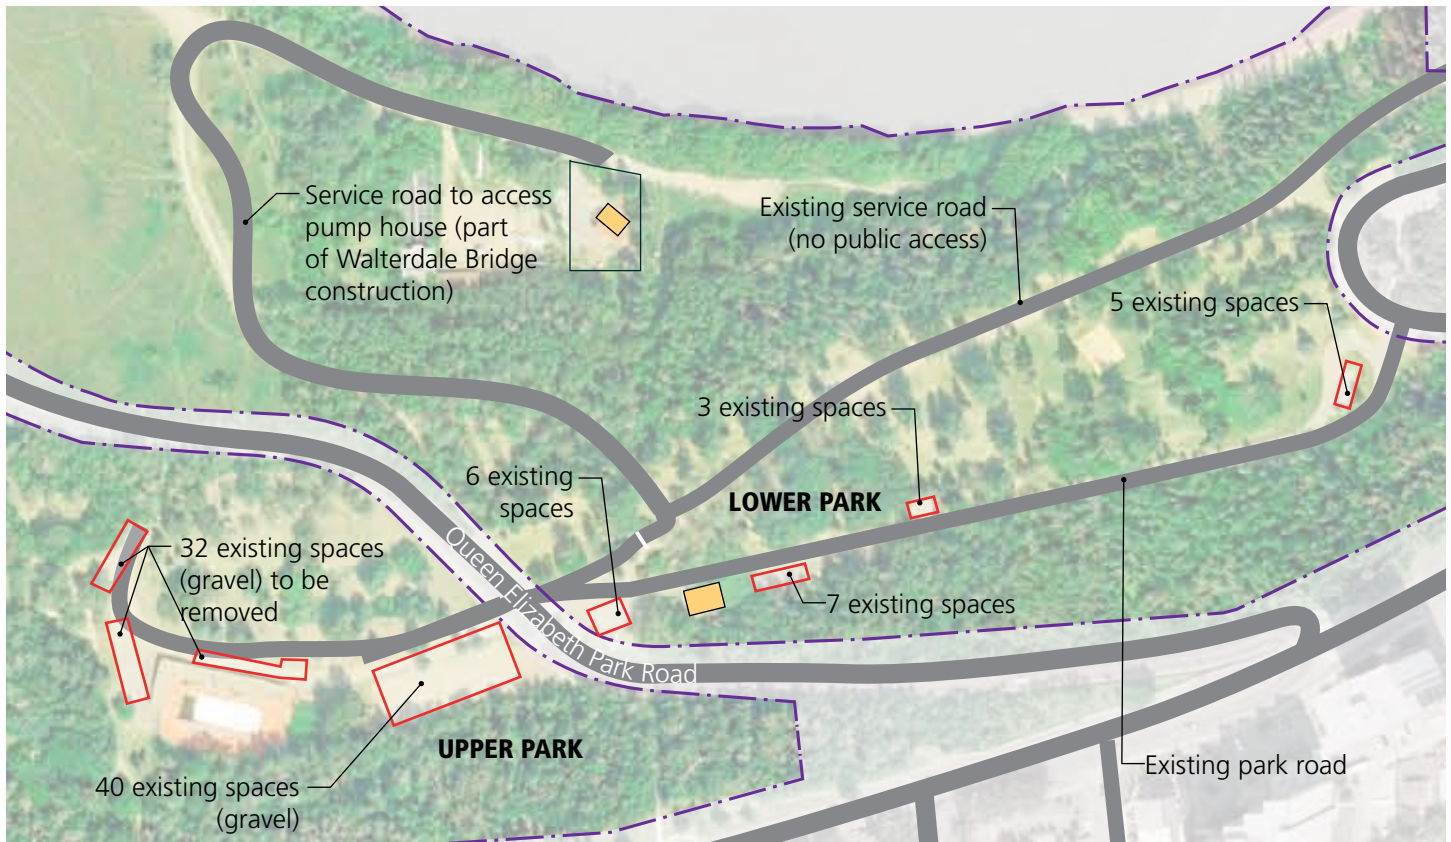 Service road to access
pump house (part
of Walterdale Bridge
construction)
Existing service road
(no public access)
5 existing spaces
3 existing spaces
6 existing
spaces
LOWER PARK
Queen Elizabeth Park Road
32 existing spaces
(gravel) to be
removed
7 existing spaces
UPPER PARK
40 existing spaces
(gravel)
Existing park road